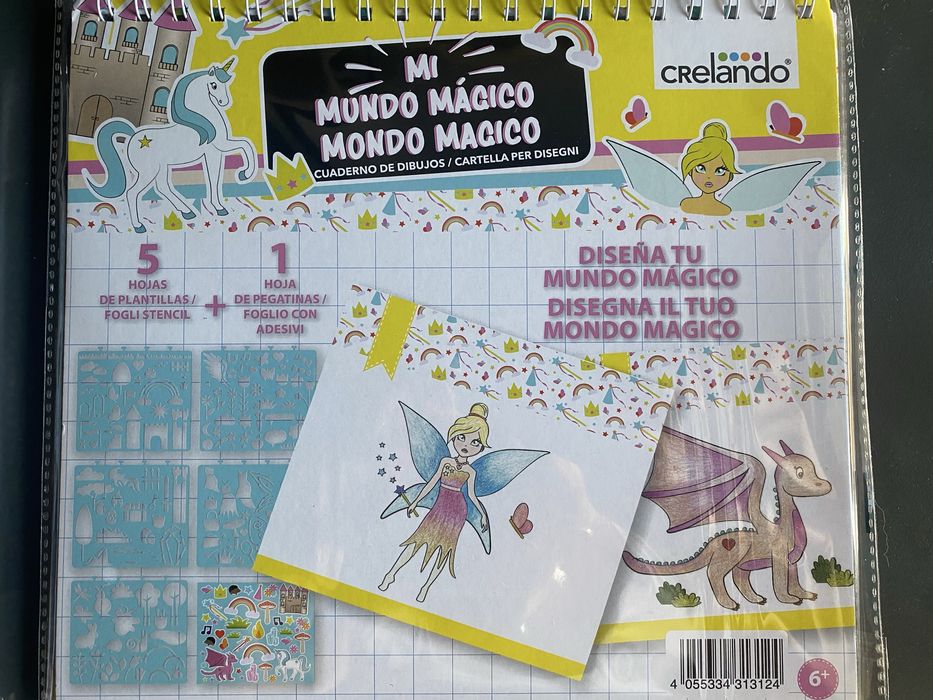 MI
MUNDO MÁGICO
MONDO MAGICO
CUADERNO DE DIBUJOS / CARTELLA PER DISEGNI
crelando®
5
HOJAS
DE PLANTILLAS /
FOGLI STENCIL
+
1
HOJA
DE PEGATINAS /
FOGLIO CON
ADESIVI
DISEÑA TU
MUNDO MÁGICO
DISEGNA IL TUO
MONDO MAGICO
4 055334 313124
6+